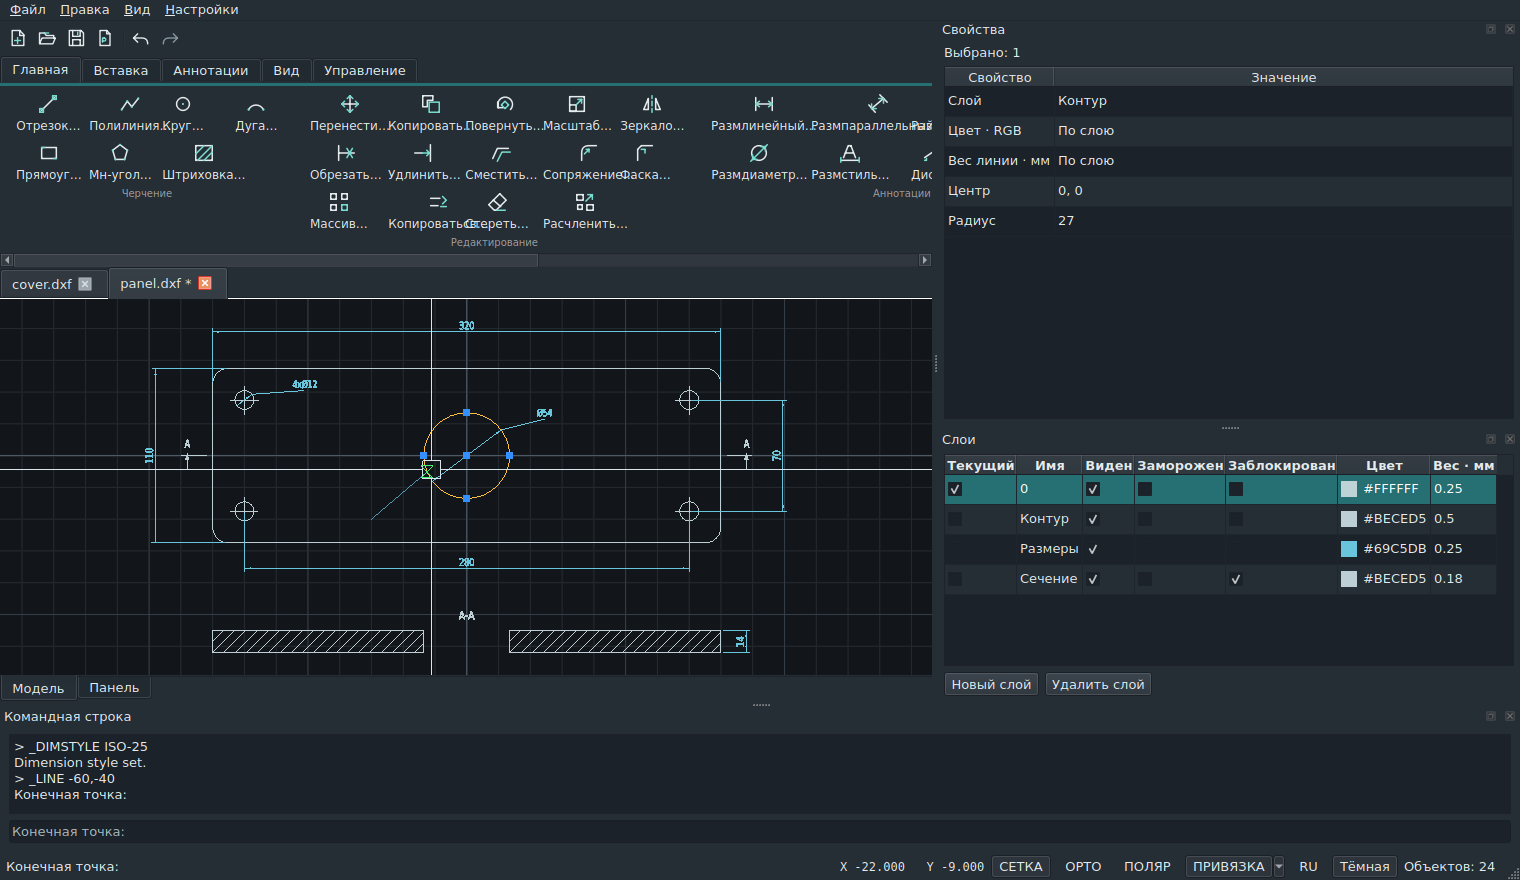 Файл Правка Вид Настройки
Главная Вставка Аннотации Вид Управление
Отрезок... Полилиния... Круг... Дуга... Перенести... Копировать... Повернуть... Масштаб... Зеркало... Размлинейный... Размпараллельный
Прямоуг... Мн-угол... Штриховка... Обрезать... Удлинить... Сместить... Сопряжение... Фаска... Размдиаметр... Размстиль... Дис
Черчение Аннотации
Массив... Копировать Стереть... Расчленить...
Редактирование
cover.dxf panel.dxf *
320
4xØ12
Ø54
A A
110
70
280
A-A
14
Модель Панель
Свойства
Выбрано: 1
Свойство Значение
Слой Контур
Цвет · RGB По слою
Вес линии · мм По слою
Центр 0, 0
Радиус 27
Слои
Текущий Имя Виден Заморожен Заблокирован Цвет Вес · мм
0 #FFFFFF 0.25
Контур #BECED5 0.5
Размеры #69C5DB 0.25
Сечение #BECED5 0.18
Новый слой Удалить слой
Командная строка
> _DIMSTYLE ISO-25
Dimension style set.
> _LINE -60,-40
Конечная точка:
Конечная точка:
Конечная точка: X -22.000 Y -9.000 СЕТКА ОРТО ПОЛЯР ПРИВЯЗКА RU Тёмная Объектов: 24